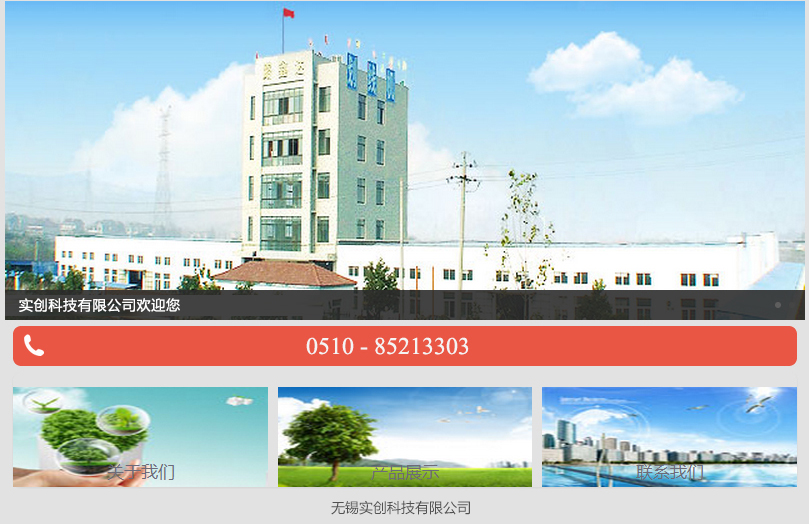 实创科技有限公司欢迎您
0510 - 85213303
关于我们
产品展示
联系我们
无锡实创科技有限公司